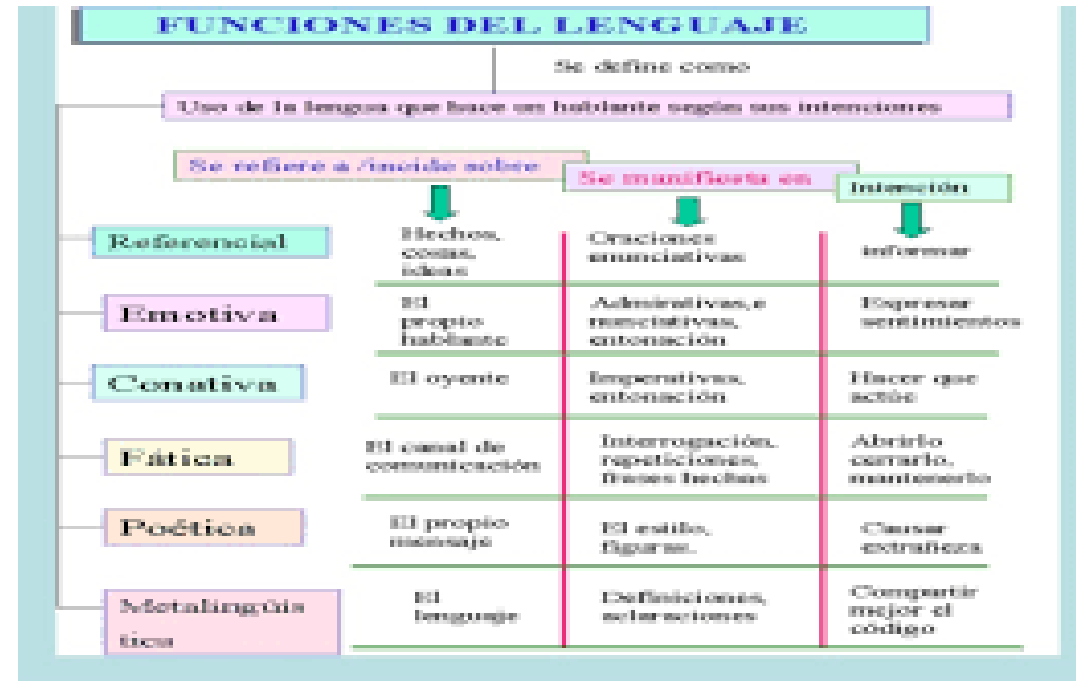 FUNCIONES DEL LENGUAJE
Se define como
Uso de la lengua que hace un hablante según sus intenciones
Se refiere a /incide sobre
Se manifiesta en
Intención
Referencial
Hechos,
cosas,
ideas
Oraciones
enunciativas
informar
Emotiva
El
propio
hablante
Admirativas,e
nunciativas,
entonación
Expresar
sentimientos
Conativa
El oyente
Imperativas,
entonación
Hacer que
actúe
Fática
El canal de
comunicación
Interrogación,
repeticiones,
frases hechas
Abrirlo
cerrarlo,
mantenerlo
Poética
El propio
mensaje
El estilo,
figuras.
Causar
extrañeza
Metalingüís
tica
El
lenguaje
Definiciones,
aclaraciones
Compartir
mejor el
código